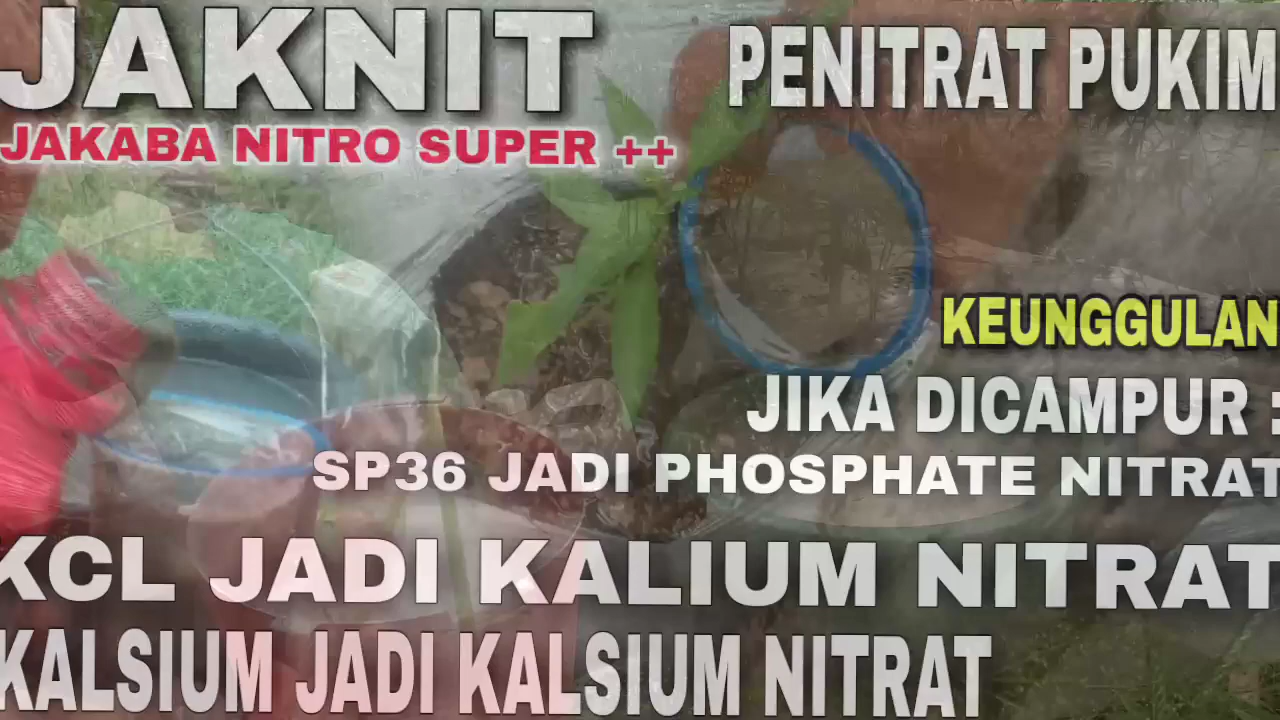 JAKNIT
JAKABA NITRO SUPER ++
PENITRAT PUKIM
KEUNGGULAN
JIKA DICAMPUR :
SP36 JADI PHOSPHATE NITRAT
KCL JADI KALIUM NITRAT
KALSIUM JADI KALSIUM NITRAT